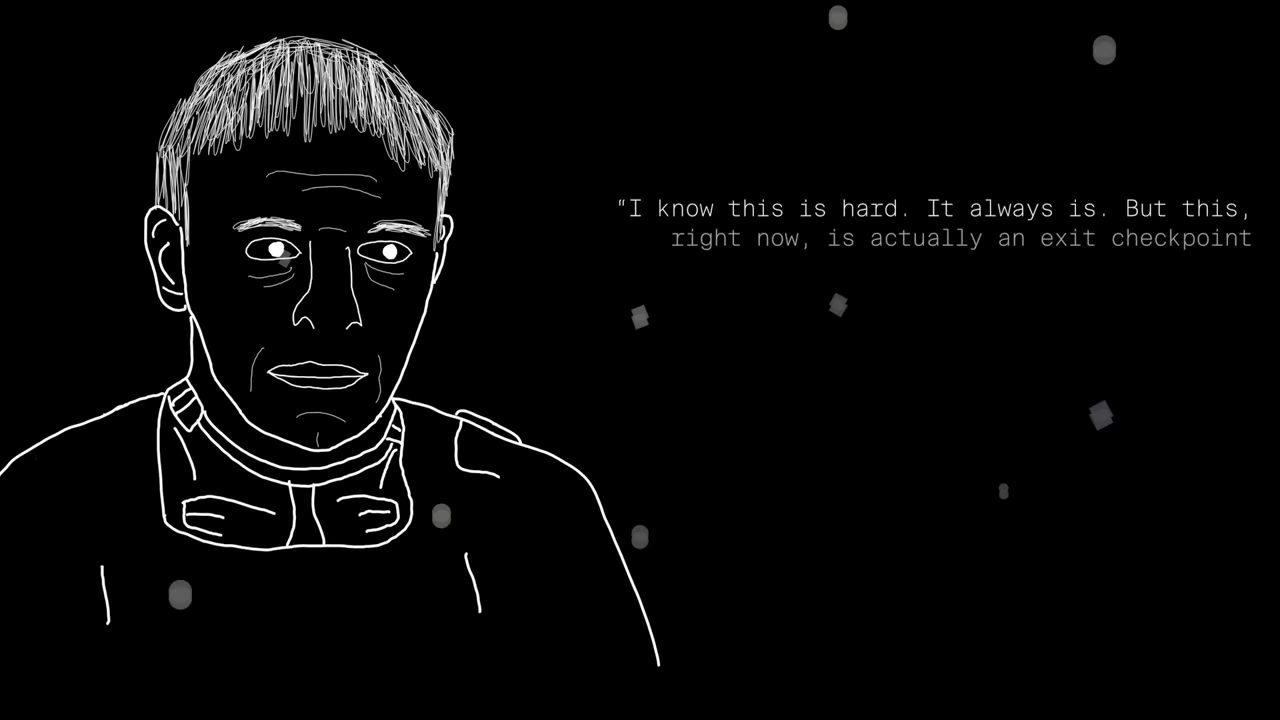 “I know this is hard. It always is. But this,
right now, is actually an exit checkpoint